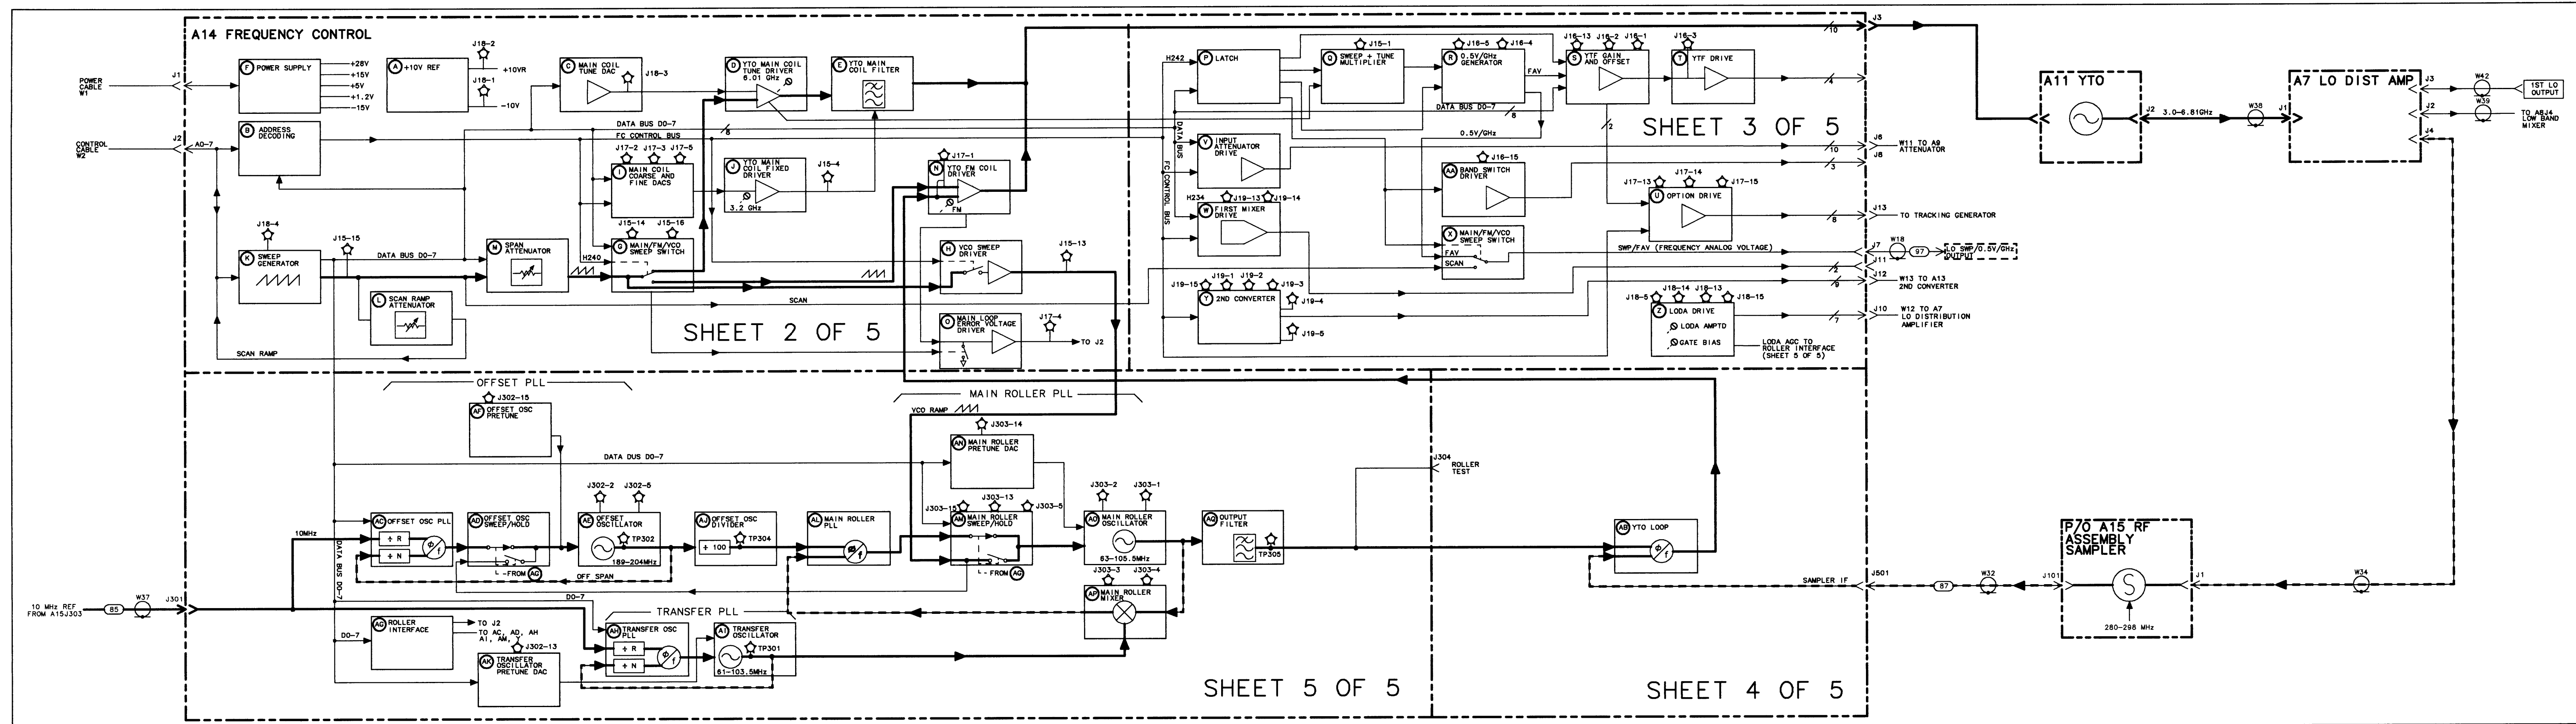 A14 FREQUENCY CONTROL
POWER
CABLE
W1
J1
F POWER SUPPLY
+28V
+15V
+5V
+1.2V
-15V
A +10V REF
J18-2
+10VR
J18-1
-10V
C MAIN COIL
TUNE DAC
J18-3
D YTO MAIN COIL
TUNE DRIVER
6.01 GHz
E YTO MAIN
COIL FILTER
CONTROL
CABLE
W2
J2
A0-7
B ADDRESS
DECODING
DATA BUS D0-7
8
FC CONTROL BUS
J17-2
J17-3
J17-5
I MAIN COIL
COARSE AND
FINE DACS
J YTO MAIN
COIL FIXED
DRIVER
3.2 GHz
J15-4
J17-1
N YTO FM COIL
DRIVER
FM
J18-4
K SWEEP
GENERATOR
J15-15
DATA BUS D0-7
M SPAN
ATTENUATOR
H240
J15-14
J15-16
G MAIN/FM/VCO
SWEEP SWITCH
H VCO SWEEP
DRIVER
J15-13
L SCAN RAMP
ATTENUATOR
SCAN
SCAN RAMP
SHEET 2 OF 5
O MAIN LOOP
ERROR VOLTAGE
DRIVER
J17-4
TO J2
H242
P LATCH
J15-1
Q SWEEP + TUNE
MULTIPLIER
J16-5
J16-4
R 0.5V/GHz
GENERATOR
FAV
J16-13
J16-2
J16-1
S YTF GAIN
AND OFFSET
J16-3
T YTF DRIVE
4
10
J3
DATA BUS D0-7
8
0.5V/GHz
2
SHEET 3 OF 5
DATA BUS
FC CONTROL BUS
V INPUT
ATTENUATOR
DRIVE
10
J6
W11 TO A9
ATTENUATOR
3
J8
J16-15
AA BAND SWITCH
DRIVER
J17-13
J17-14
J17-15
U OPTION DRIVE
8
J13
TO TRACKING GENERATOR
H234
J19-13
J19-14
W FIRST MIXER
DRIVE
X MAIN/FM/VCO
SWEEP SWITCH
FAV
SCAN
SWP/FAV (FREQUENCY ANALOG VOLTAGE)
J7
W18
97
LO SWP/0.5V/GHz
OUTPUT
2
J11
9
J12
W13 TO A13
2ND CONVERTER
J19-15
J19-1
J19-2
J19-3
Y 2ND CONVERTER
J19-4
J19-5
J18-5
J18-14
J18-13
J18-15
Z LODA DRIVE
LODA AMPTD
GATE BIAS
7
J10
W12 TO A7
LO DISTRIBUTION
AMPLIFIER
LODA AGC TO
ROLLER INTERFACE
(SHEET 5 OF 5)
A11 YTO
J2
3.0-6.81GHz
W38
J1
A7 LO DIST AMP
J3
W42
1ST LO
OUTPUT
J2
W39
TO A8J4
LOW BAND
MIXER
J4
OFFSET PLL
J302-15
AF OFFSET OSC
PRETUNE
MAIN ROLLER PLL
VCO RAMP
J303-14
AN MAIN ROLLER
PRETUNE DAC
DATA DUS D0-7
J304
ROLLER
TEST
10MHz
AC OFFSET OSC PLL
÷ R
÷ N
AD OFFSET OSC
SWEEP/HOLD
FROM AG
OFF SPAN
J302-2
J302-5
AE OFFSET
OSCILLATOR
TP302
189-204MHz
AJ OFFSET OSC
DIVIDER
÷ 100
TP304
AL MAIN ROLLER
PLL
J303-15
J303-13
J303-5
AM MAIN ROLLER
SWEEP/HOLD
FROM AG
J303-2
J303-1
AO MAIN ROLLER
OSCILLATOR
63-105.5MHz
AQ OUTPUT
FILTER
TP305
AB YTO LOOP
DATA BUS D0-7
J303-3
J303-4
AP MAIN ROLLER
MIXER
SAMPLER IF
J501
87
W32
J101
P/O A15 RF
ASSEMBLY
SAMPLER
S
280-298 MHz
J1
W34
10 MHz REF
FROM A15J303
85
W37
J301
D0-7
TRANSFER PLL
D0-7
AG ROLLER
INTERFACE
TO J2
TO AC, AD, AH
AI, AM, Y
J302-13
AK TRANSFER
OSCILLATOR
PRETUNE DAC
AH TRANSFER OSC
PLL
÷ R
÷ N
AI TRANSFER
OSCILLATOR
TP301
61-103.5MHz
SHEET 5 OF 5
SHEET 4 OF 5